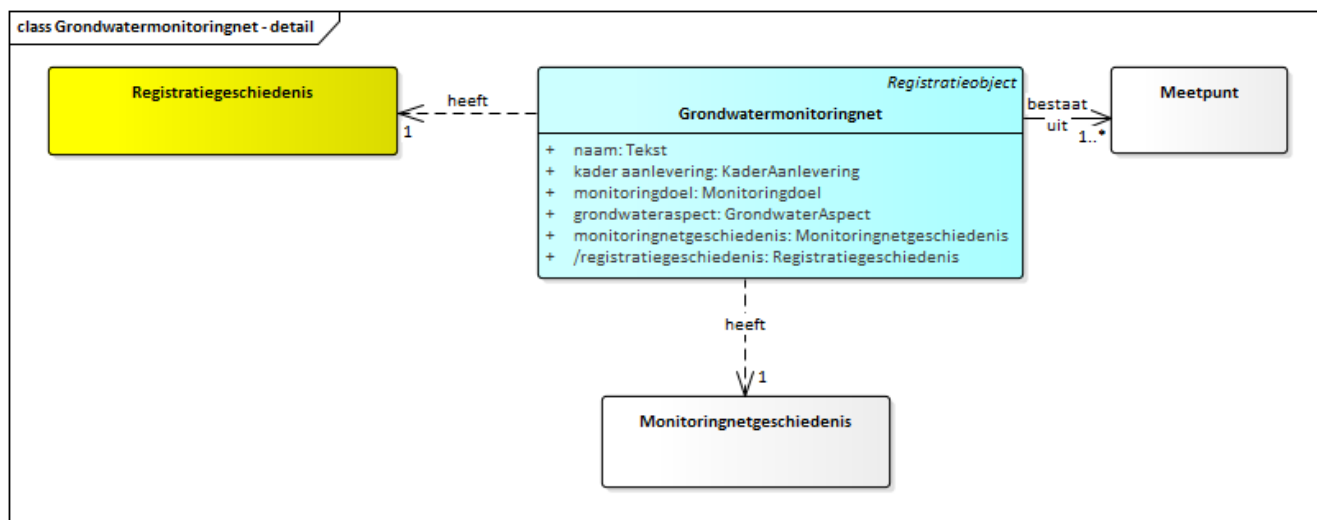 class Grondwatermonitoringnet - detail
Registratiegeschiedenis
heeft
1
Registratieobject
Grondwatermonitoringnet
+ naam: Tekst
+ kader aanlevering: KaderAanlevering
+ monitoringdoel: Monitoringdoel
+ grondwateraspect: GrondwaterAspect
+ monitoringnetgeschiedenis: Monitoringnetgeschiedenis
+ /registratiegeschiedenis: Registratiegeschiedenis
bestaat
uit
1..*
Meetpunt
heeft
1
Monitoringnetgeschiedenis